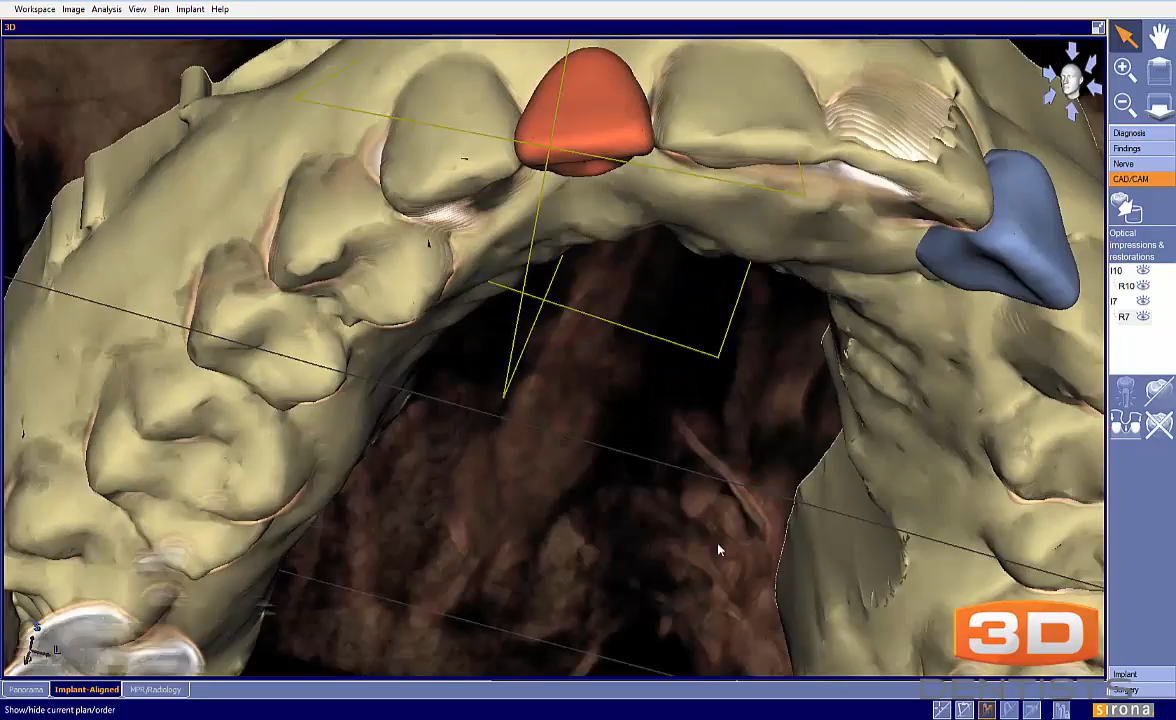 Workspace Image Analysis View Plan Implant Help
3D
Diagnosis
Findings
Nerve
CAD/CAM
Optical
impressions &
restorations
I10
R10
I7
R7
L
3D
Implant
Surgery
Panorama Implant-Aligned MPR/Radiology
Show/hide current plan/order
sirona